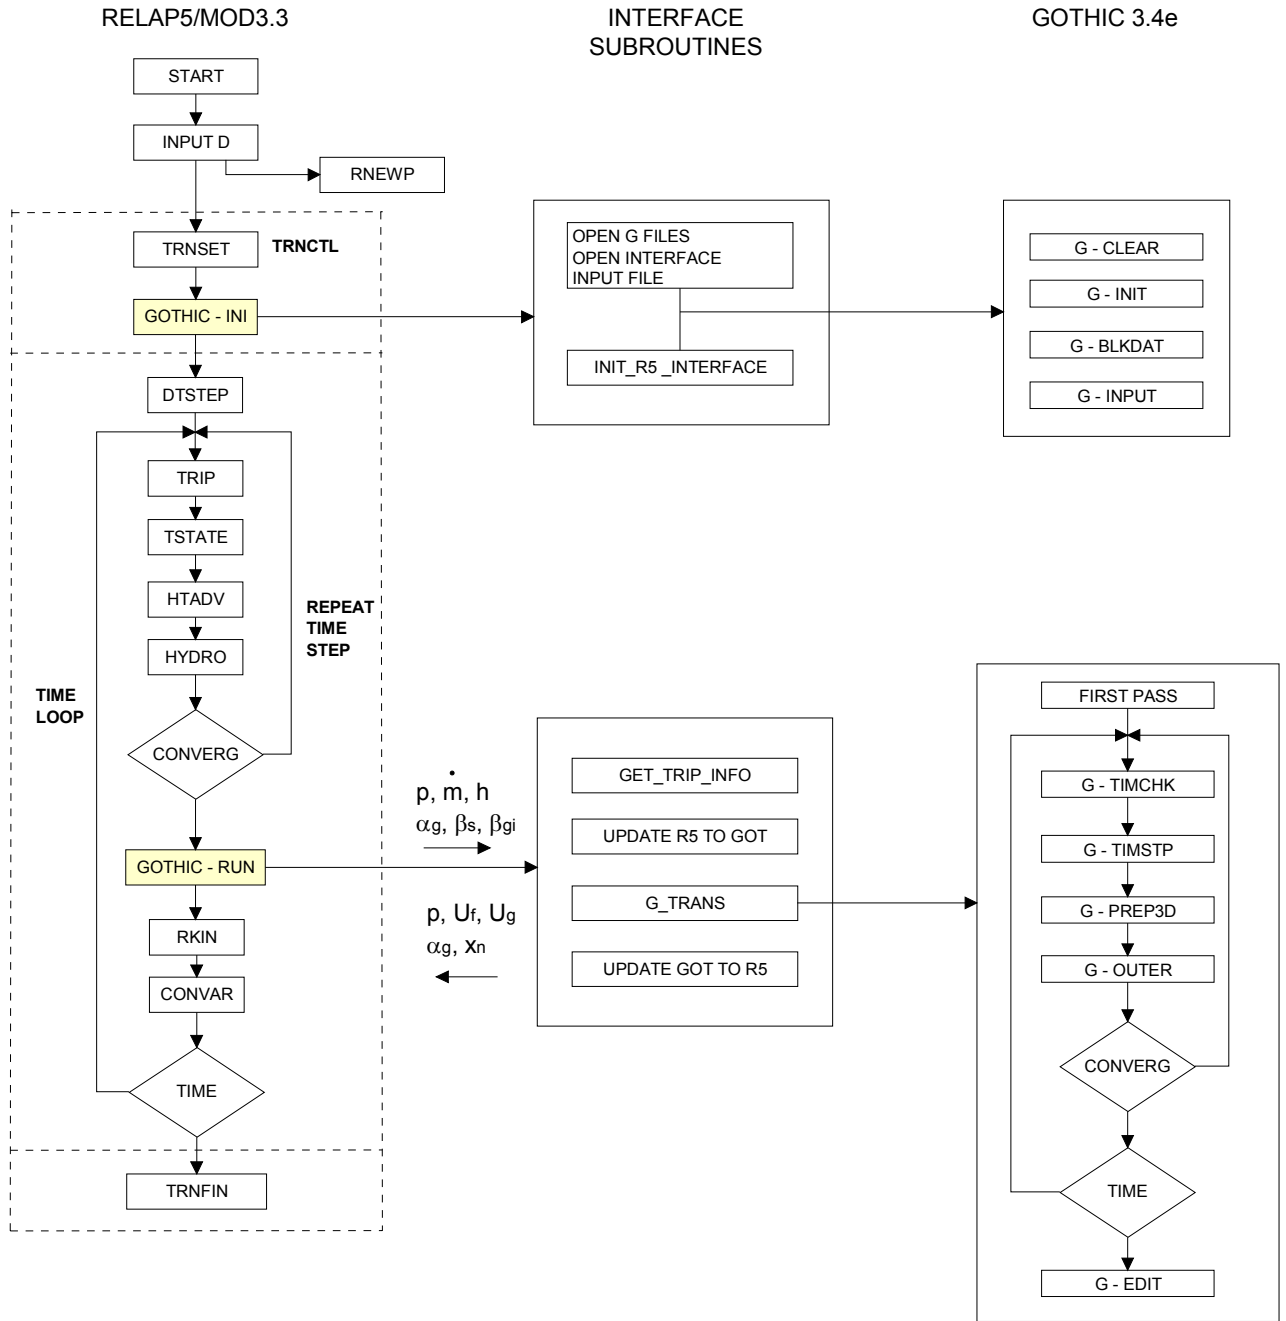 RELAP5/MOD3.3
INTERFACE
SUBROUTINES
GOTHIC 3.4e
START
INPUT D
RNEWP
TRNSET
TRNCTL
GOTHIC - INI
OPEN G FILES
OPEN INTERFACE
INPUT FILE
INIT_R5 _INTERFACE
G - CLEAR
G - INIT
G - BLKDAT
G - INPUT
DTSTEP
TRIP
TSTATE
HTADV
HYDRO
REPEAT
TIME
STEP
TIME
LOOP
CONVERG
GOTHIC - RUN
RKIN
CONVAR
TIME
TRNFIN
p, ṁ, h
αg, βs, βgi
p, Uf, Ug
αg, xn
GET_TRIP_INFO
UPDATE R5 TO GOT
G_TRANS
UPDATE GOT TO R5
FIRST PASS
G - TIMCHK
G - TIMSTP
G - PREP3D
G - OUTER
CONVERG
TIME
G - EDIT